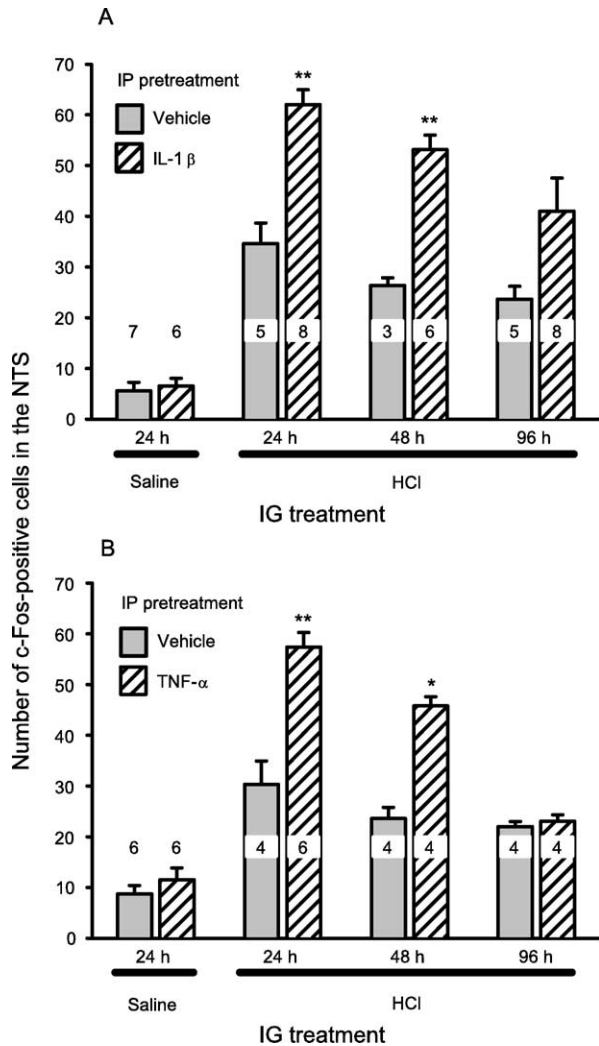 A
70
60
50
40
30
20
10
0
IP pretreatment
Vehicle
IL-1 β
** **
7 6 5 8 3 6 5 8
24 h 24 h 48 h 96 h
Saline HCl
IG treatment
Number of c-Fos-positive cells in the NTS
B
70
60
50
40
30
20
10
0
IP pretreatment
Vehicle
TNF-α
** *
6 6 4 6 4 4 4 4
24 h 24 h 48 h 96 h
Saline HCl
IG treatment